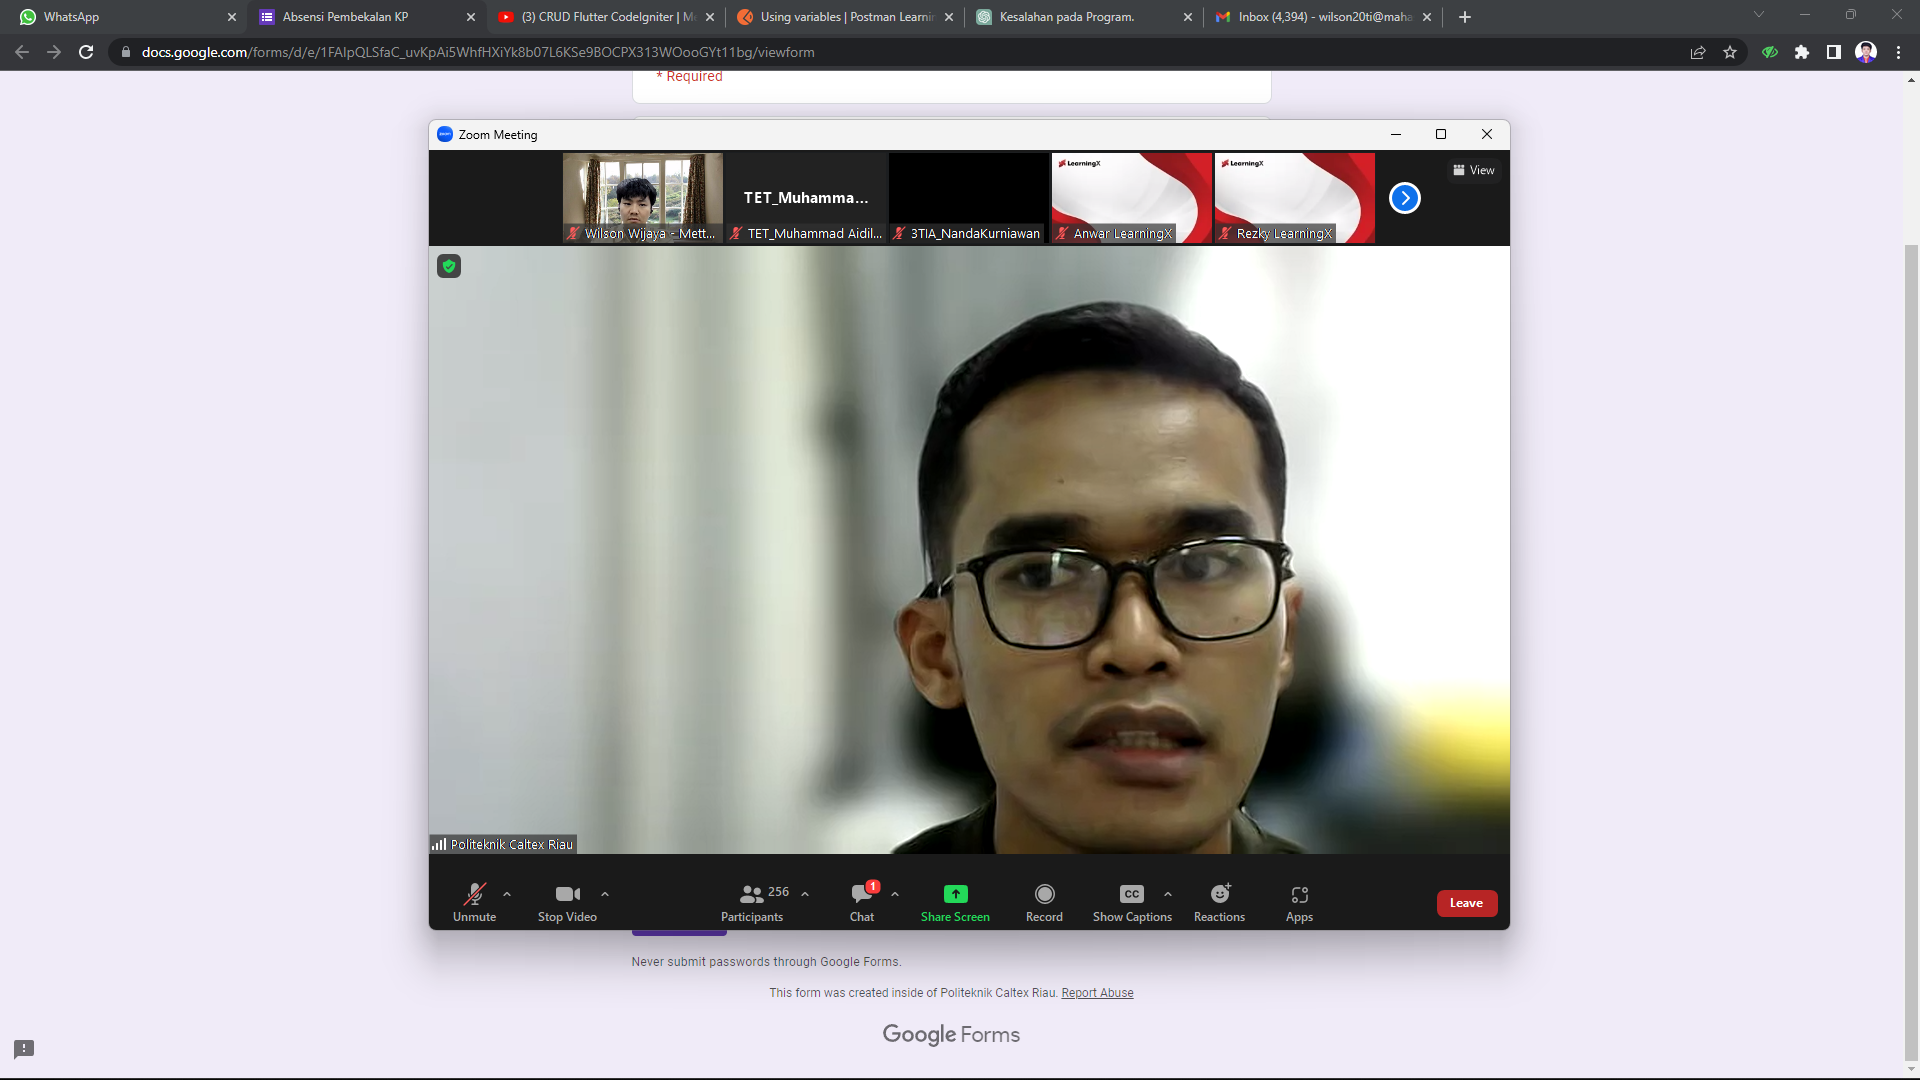 WhatsApp
Absensi Pembekalan KP
(3) CRUD Flutter CodeIgniter | Me
Using variables | Postman Learnin
Kesalahan pada Program.
Inbox (4,394) - wilson20ti@maha
docs.google.com/forms/d/e/1FAIpQLSfaC_uvKpAi5WhfHXiYk8b07L6KSe9BOCPX313WOooGYt11bg/viewform
* Required
zoom
Zoom Meeting
LearningX
LearningX
View
TET_Muhamma...
Wilson Wijaya - Mett...
TET_Muhammad Aidil...
3TIA_NandaKurniawan
Anwar LearningX
Rezky LearningX
Politeknik Caltex Riau
Unmute
Stop Video
256
Participants
1
Chat
Share Screen
Record
CC
Show Captions
Reactions
Apps
Leave
Never submit passwords through Google Forms.
This form was created inside of Politeknik Caltex Riau. Report Abuse
Google Forms